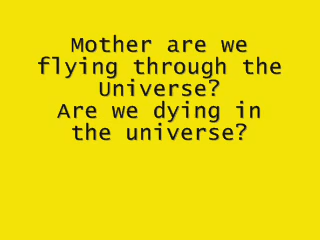 Mother are we
flying through the
Universe?
Are we dying in
the universe?